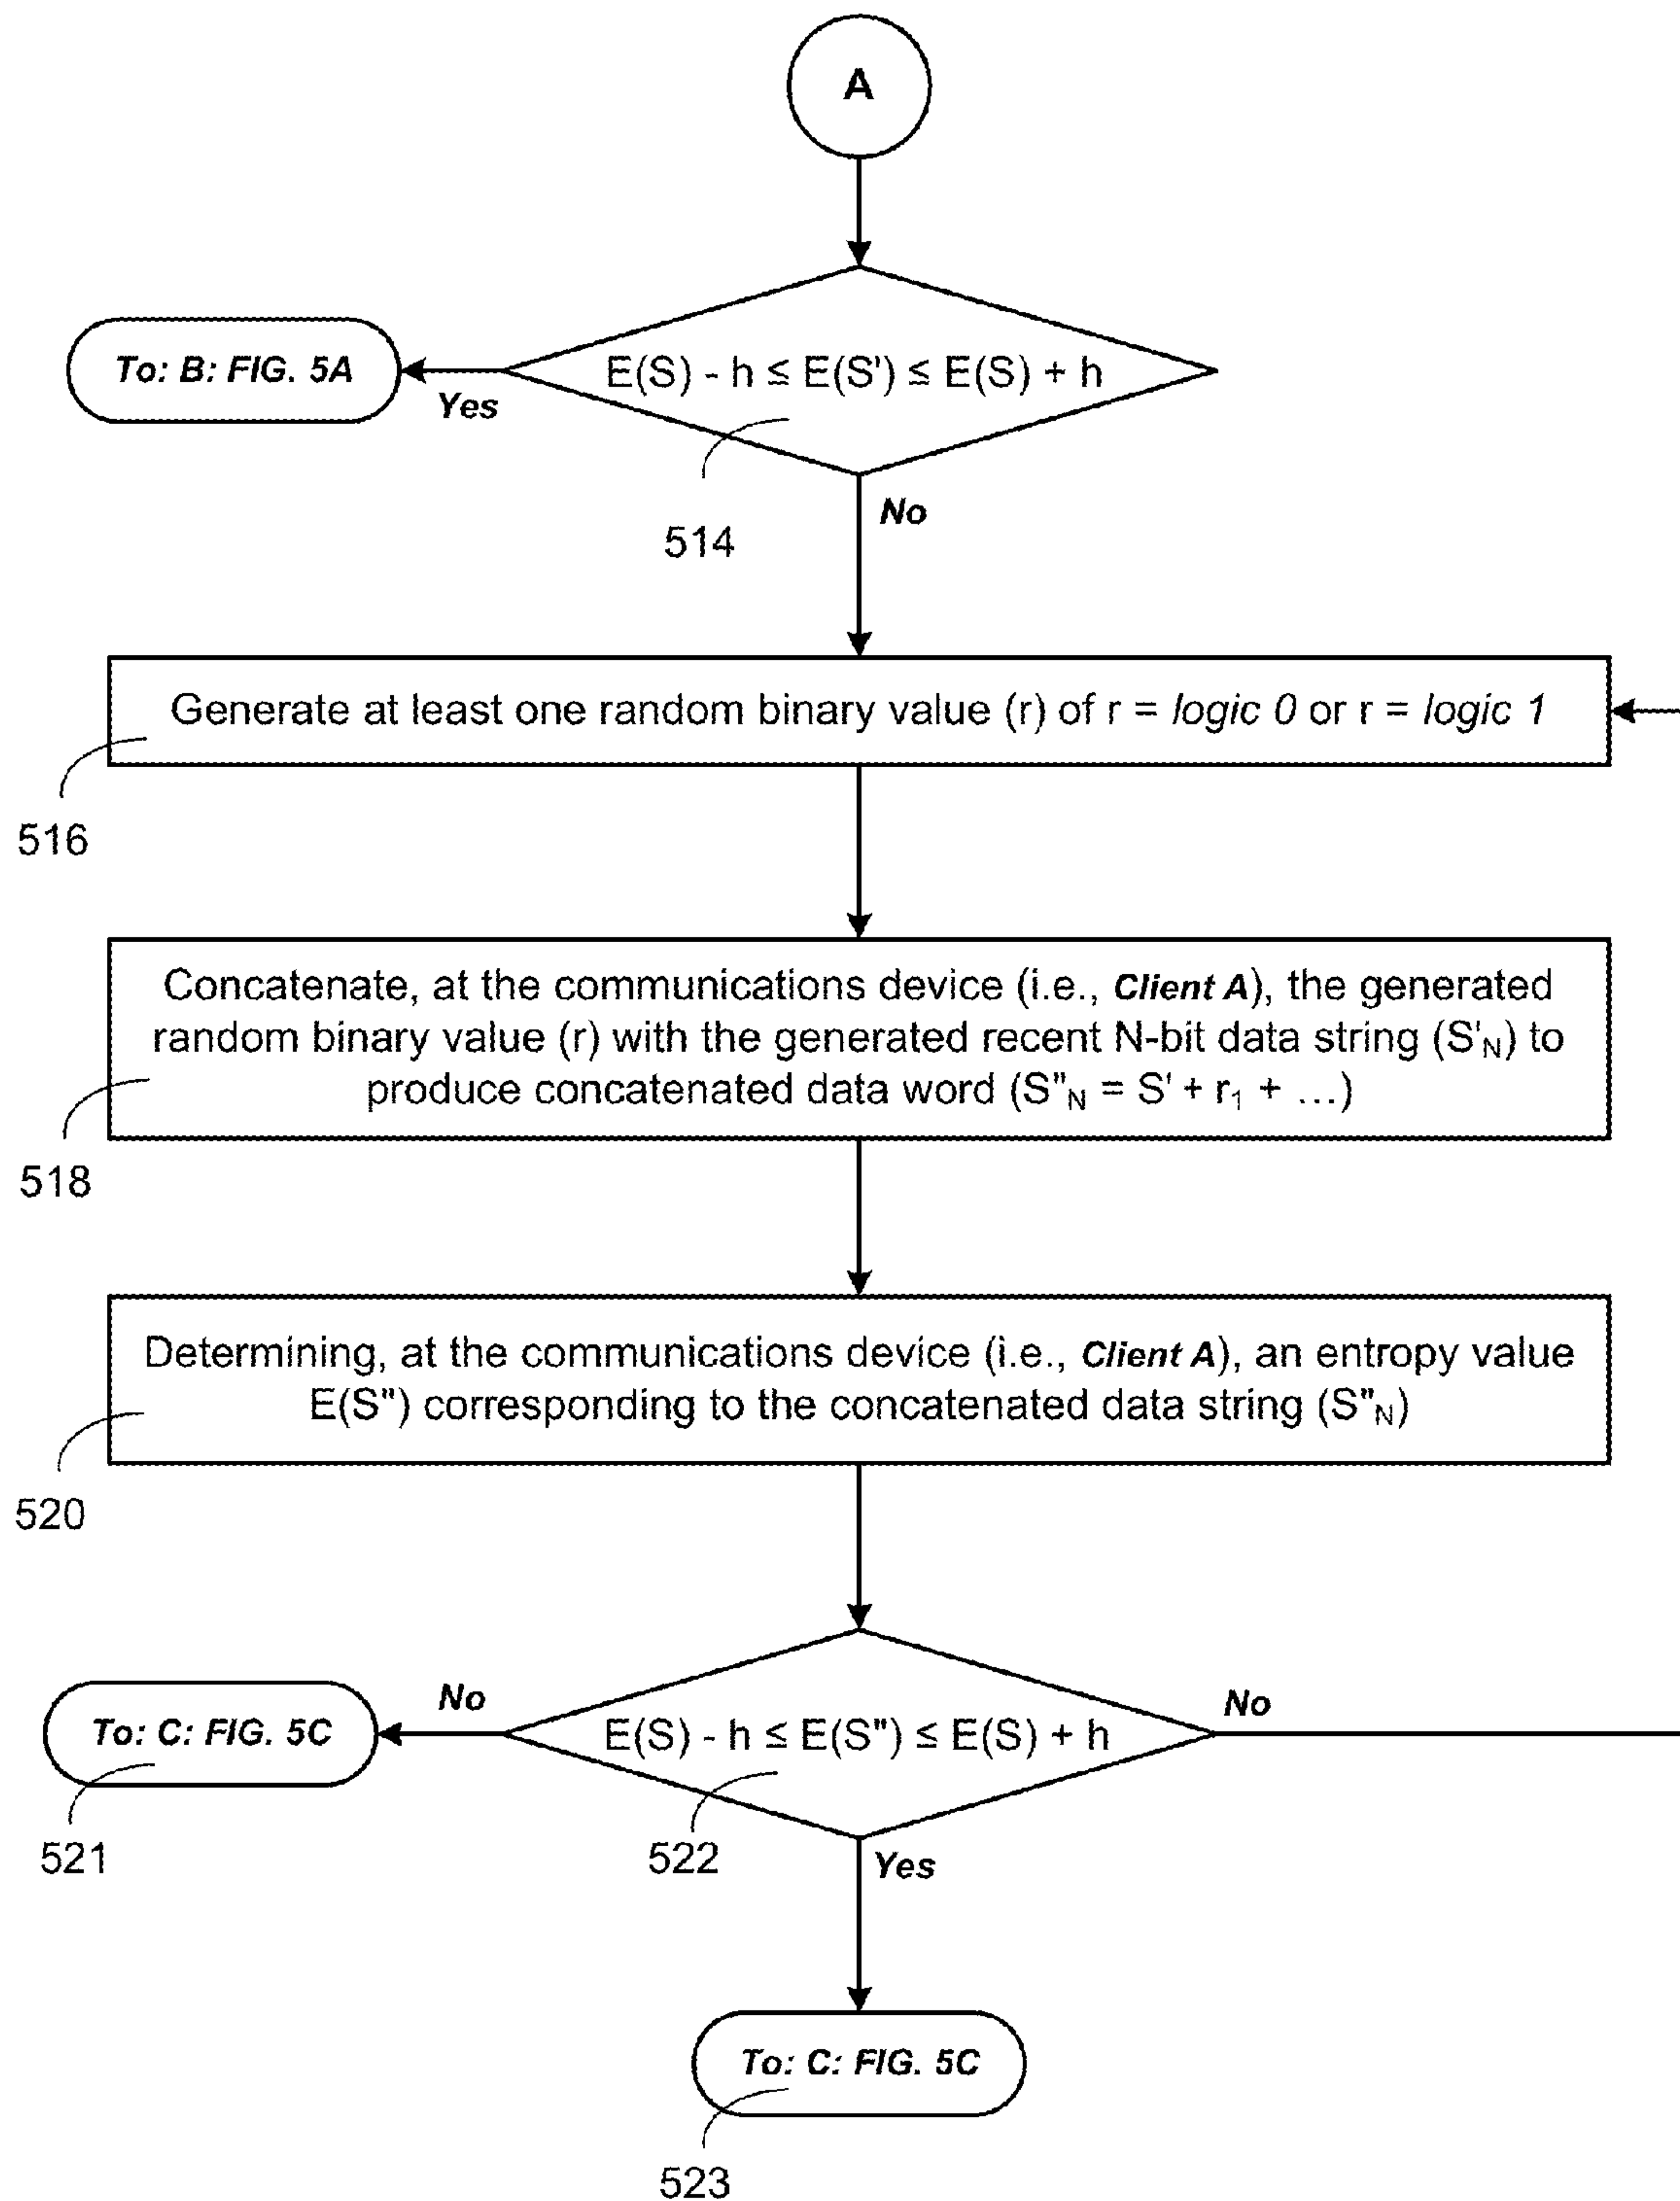 A
E(S) - h ≤ E(S') ≤ E(S) + h
To: B: FIG. 5A
Yes
No
514
Generate at least one random binary value (r) of r = logic 0 or r = logic 1
516
Concatenate, at the communications device (i.e., Client A), the generated
random binary value (r) with the generated recent N-bit data string (S'N) to
produce concatenated data word (S"N = S' + r1 + ...)
518
Determining, at the communications device (i.e., Client A), an entropy value
E(S") corresponding to the concatenated data string (S"N)
520
No
No
To: C: FIG. 5C
E(S) - h ≤ E(S") ≤ E(S) + h
521
522
Yes
To: C: FIG. 5C
523